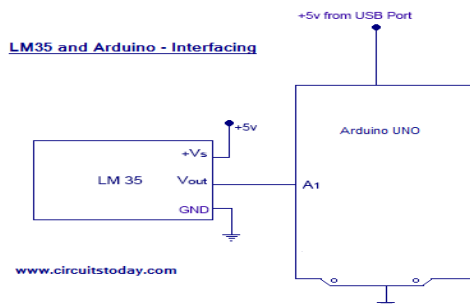 +5v from USB Port
LM35 and Arduino - Interfacing
+5v
Arduino UNO
+Vs
LM 35
Vout
A1
GND
www.circuitstoday.com